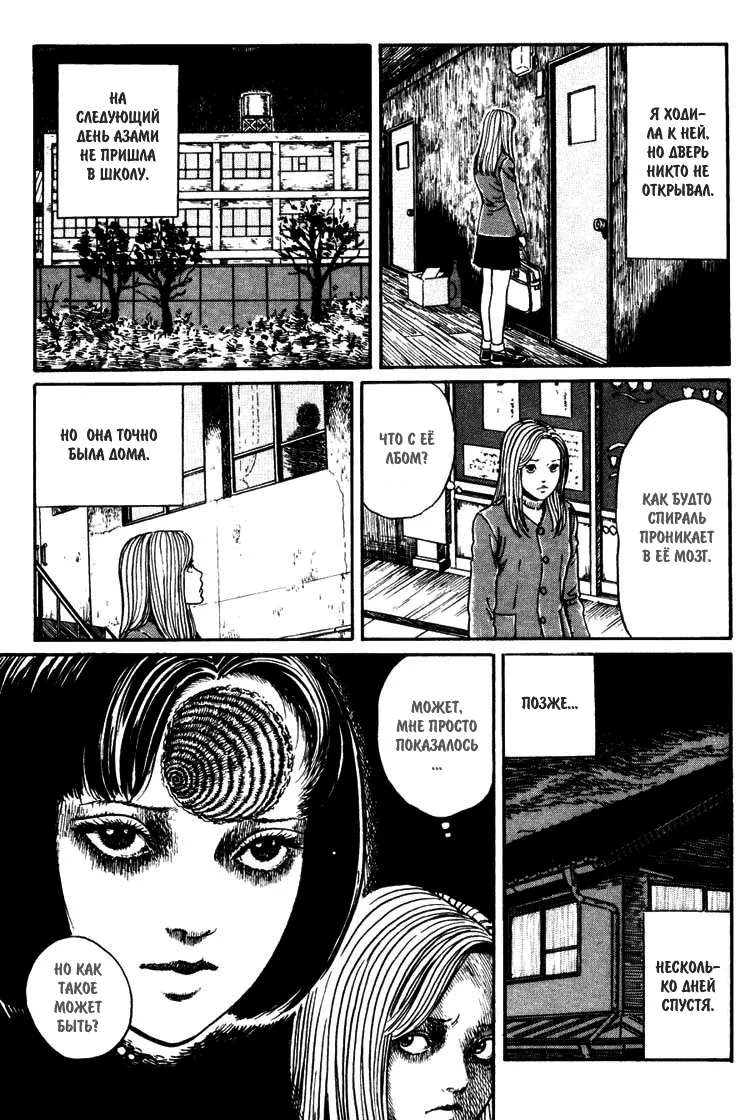 НА
СЛЕДУЮЩИЙ
ДЕНЬ АЗАМИ
НЕ ПРИШЛА
В ШКОЛУ.
Я ХОДИ-
ЛА К НЕЙ,
НО ДВЕРЬ
НИКТО НЕ
ОТКРЫВАЛ.
НО ОНА ТОЧНО
БЫЛА ДОМА.
ЧТО С ЕЁ
ЛБОМ?
КАК БУДТО
СПИРАЛЬ
ПРОНИКАЕТ
В ЕЁ МОЗГ.
МОЖЕТ,
МНЕ ПРОСТО
ПОКАЗАЛОСЬ
...
НО КАК
ТАКОЕ
МОЖЕТ
БЫТЬ?
ПОЗЖЕ...
НЕСКОЛЬ-
КО ДНЕЙ
СПУСТЯ.